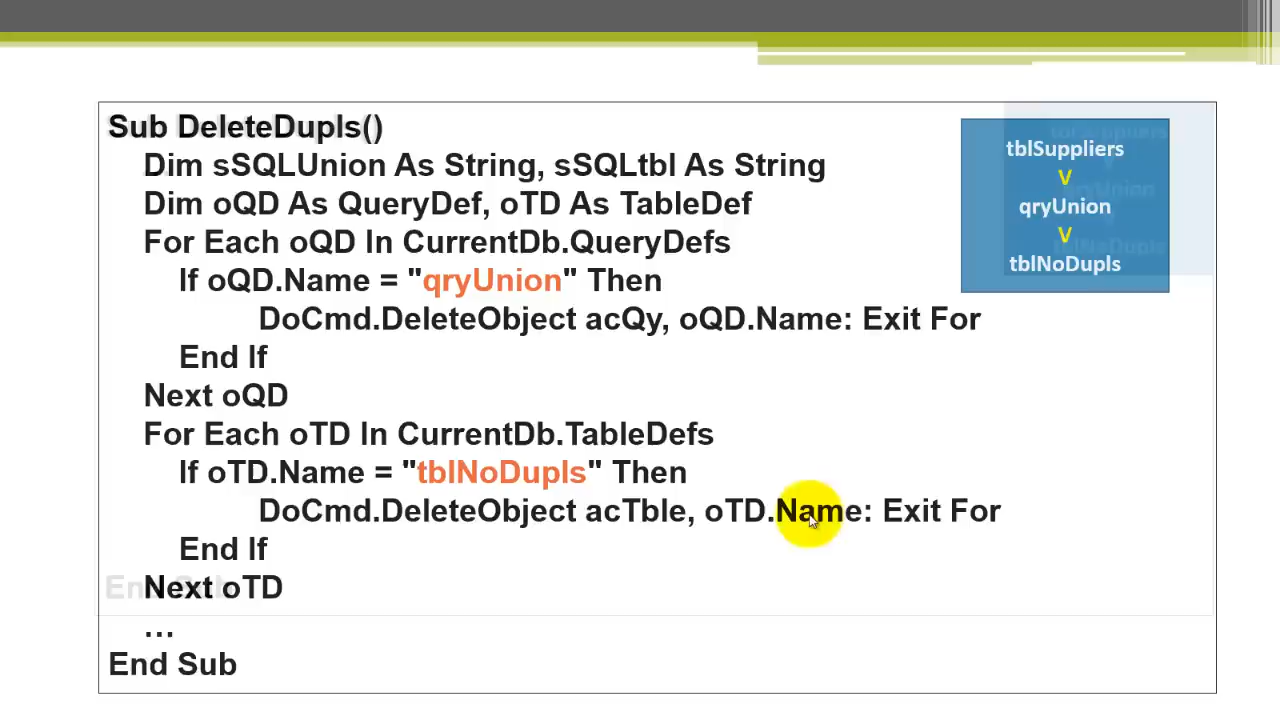 Sub DeleteDupls()
Dim sSQLUnion As String, sSQLtbl As String
Dim oQD As QueryDef, oTD As TableDef
For Each oQD In CurrentDb.QueryDefs
If oQD.Name = "qryUnion" Then
DoCmd.DeleteObject acQy, oQD.Name: Exit For
End If
Next oQD
For Each oTD In CurrentDb.TableDefs
If oTD.Name = "tblNoDupls" Then
DoCmd.DeleteObject acTble, oTD.Name: Exit For
End If
Next oTD
...
End Sub
tblSuppliers
V
qryUnion
V
tblNoDupls